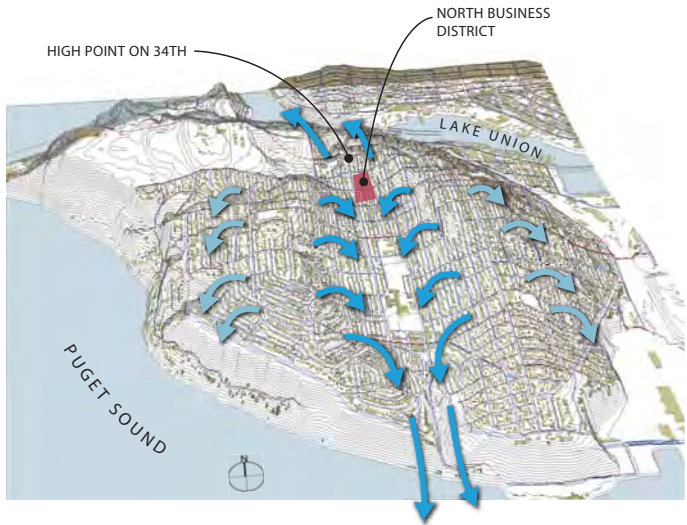 NORTH BUSINESS
DISTRICT
HIGH POINT ON 34TH
LAKE UNION
PUGET SOUND
N